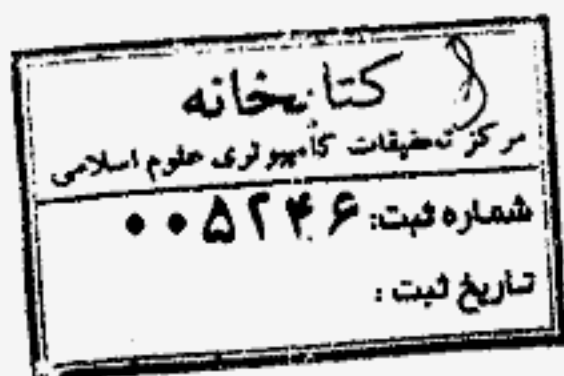 کتابخانه
مرکز تحقیقات کامپیوتری علوم اسلامی
شماره ثبت: ۰۰۵۲۴۶
تاریخ ثبت :